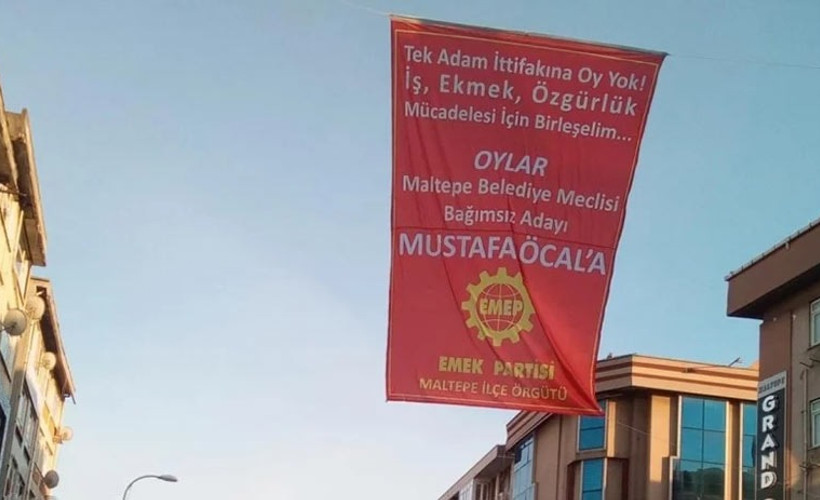 Tek Adam İttifakına Oy Yok!
İş, Ekmek, Özgürlük
Mücadelesi İçin Birleşelim...
OYLAR
Maltepe Belediye Meclisi
Bağımsız Adayı
MUSTAFA ÖCAL'A
EMEP
EMEK PARTİSİ
MALTEPE İLÇE ÖRGÜTÜ
MALTEPE
GRAND